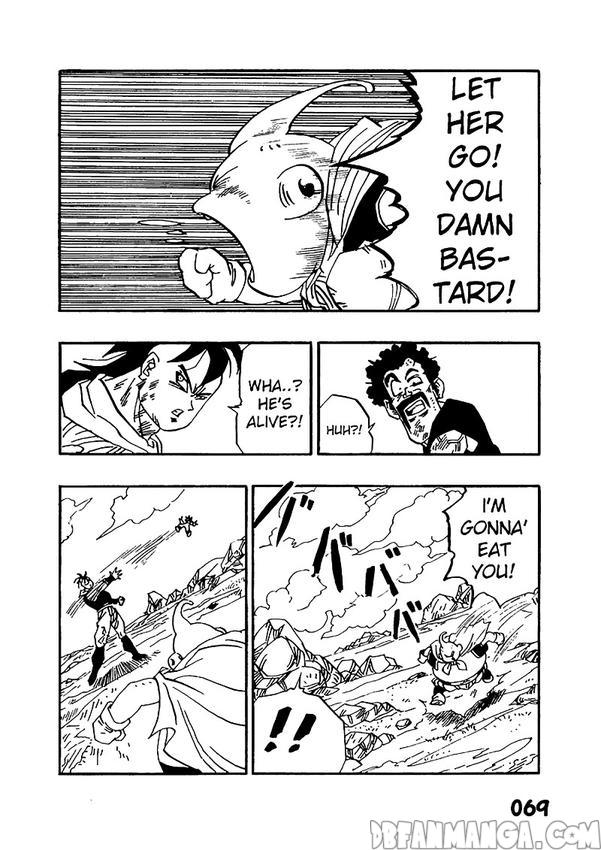 LET
HER
GO!
YOU
DAMN
BAS-
TARD!
WHA..?
HE'S
ALIVE?!
HUH?!
I'M
GONNA'
EAT
YOU!
!!
069
DBFANMANGA.COM